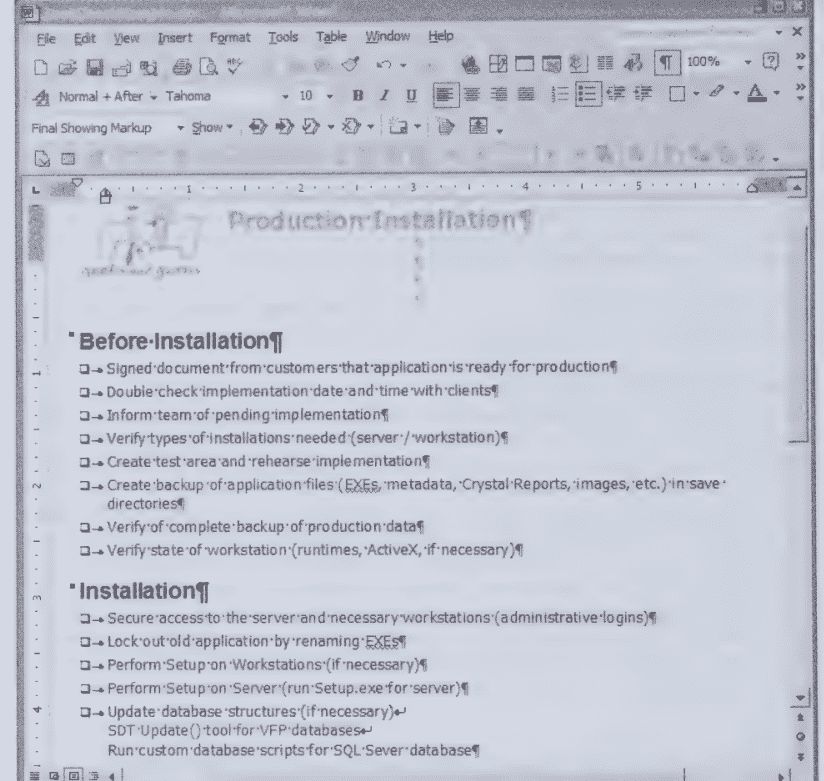 File Edit View Insert Format Tools Table Window Help
100%
Normal + After Tahoma 10 B I U A
Final Showing Markup Show
1 2 3 4 5
Production Installation¶
Before·Installation¶
Signed·document·from·customers·that·application·is·ready·for·production¶
Double·check·implementation·date·and·time·with·clients¶
Inform·team·of·pending·implementation¶
Verify·types·of·installations·needed·(server·/·workstation)¶
Create·test·area·and·rehearse·implementation¶
Create·backup·of·application·files·(EXEs,·metadata,·Crystal·Reports,·images,·etc.)·in·save·
directories¶
Verify·of·complete·backup·of·production·data¶
Verify·state·of·workstation·(runtimes,·ActiveX,·if·necessary)¶
Installation¶
Secure·access·to·the·server·and·necessary·workstations·(administrative·logins)¶
Lock·out·old·application·by·renaming·EXEs¶
Perform·Setup·on·Workstations·(if·necessary)¶
Perform·Setup·on·Server·(run·Setup.exe·for·server)¶
Update·database·structures·(if·necessary)↵
SDT·Update()·tool·for·VFP·databases↵
Run·custom·database·scripts·for·SQL·Sever·database¶